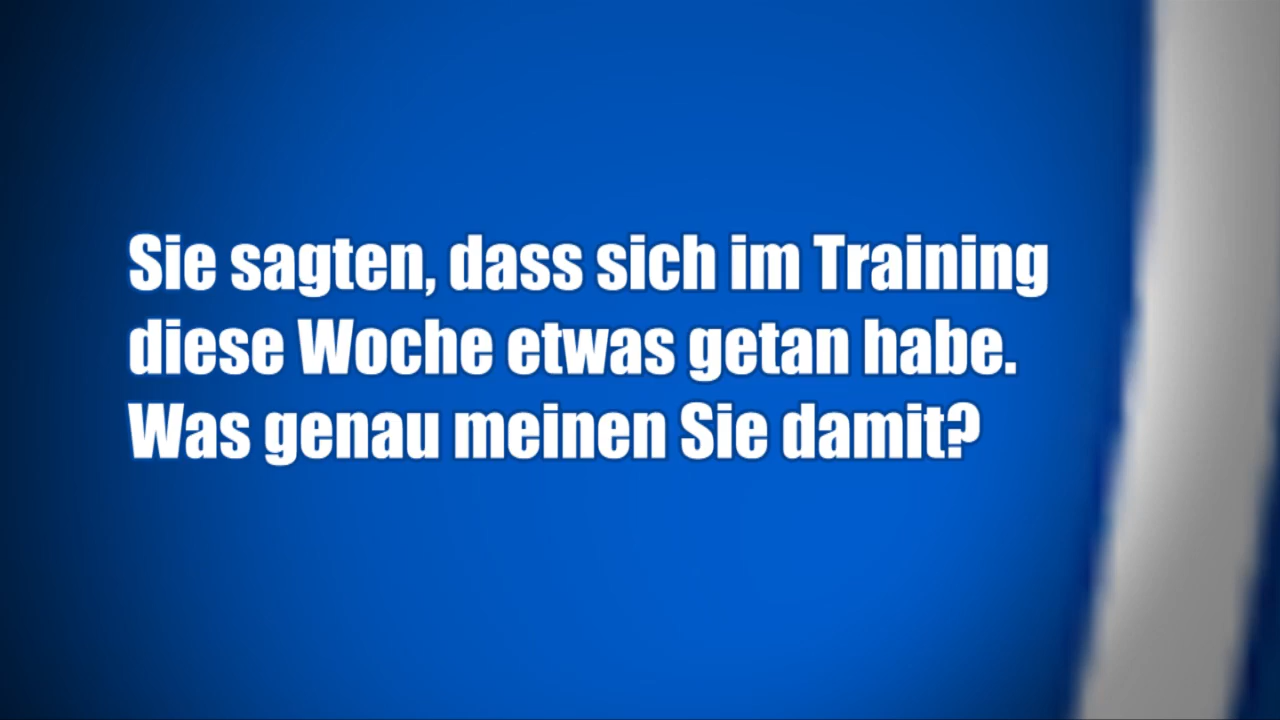 Sie sagten, dass sich im Training
diese Woche etwas getan habe.
Was genau meinen Sie damit?